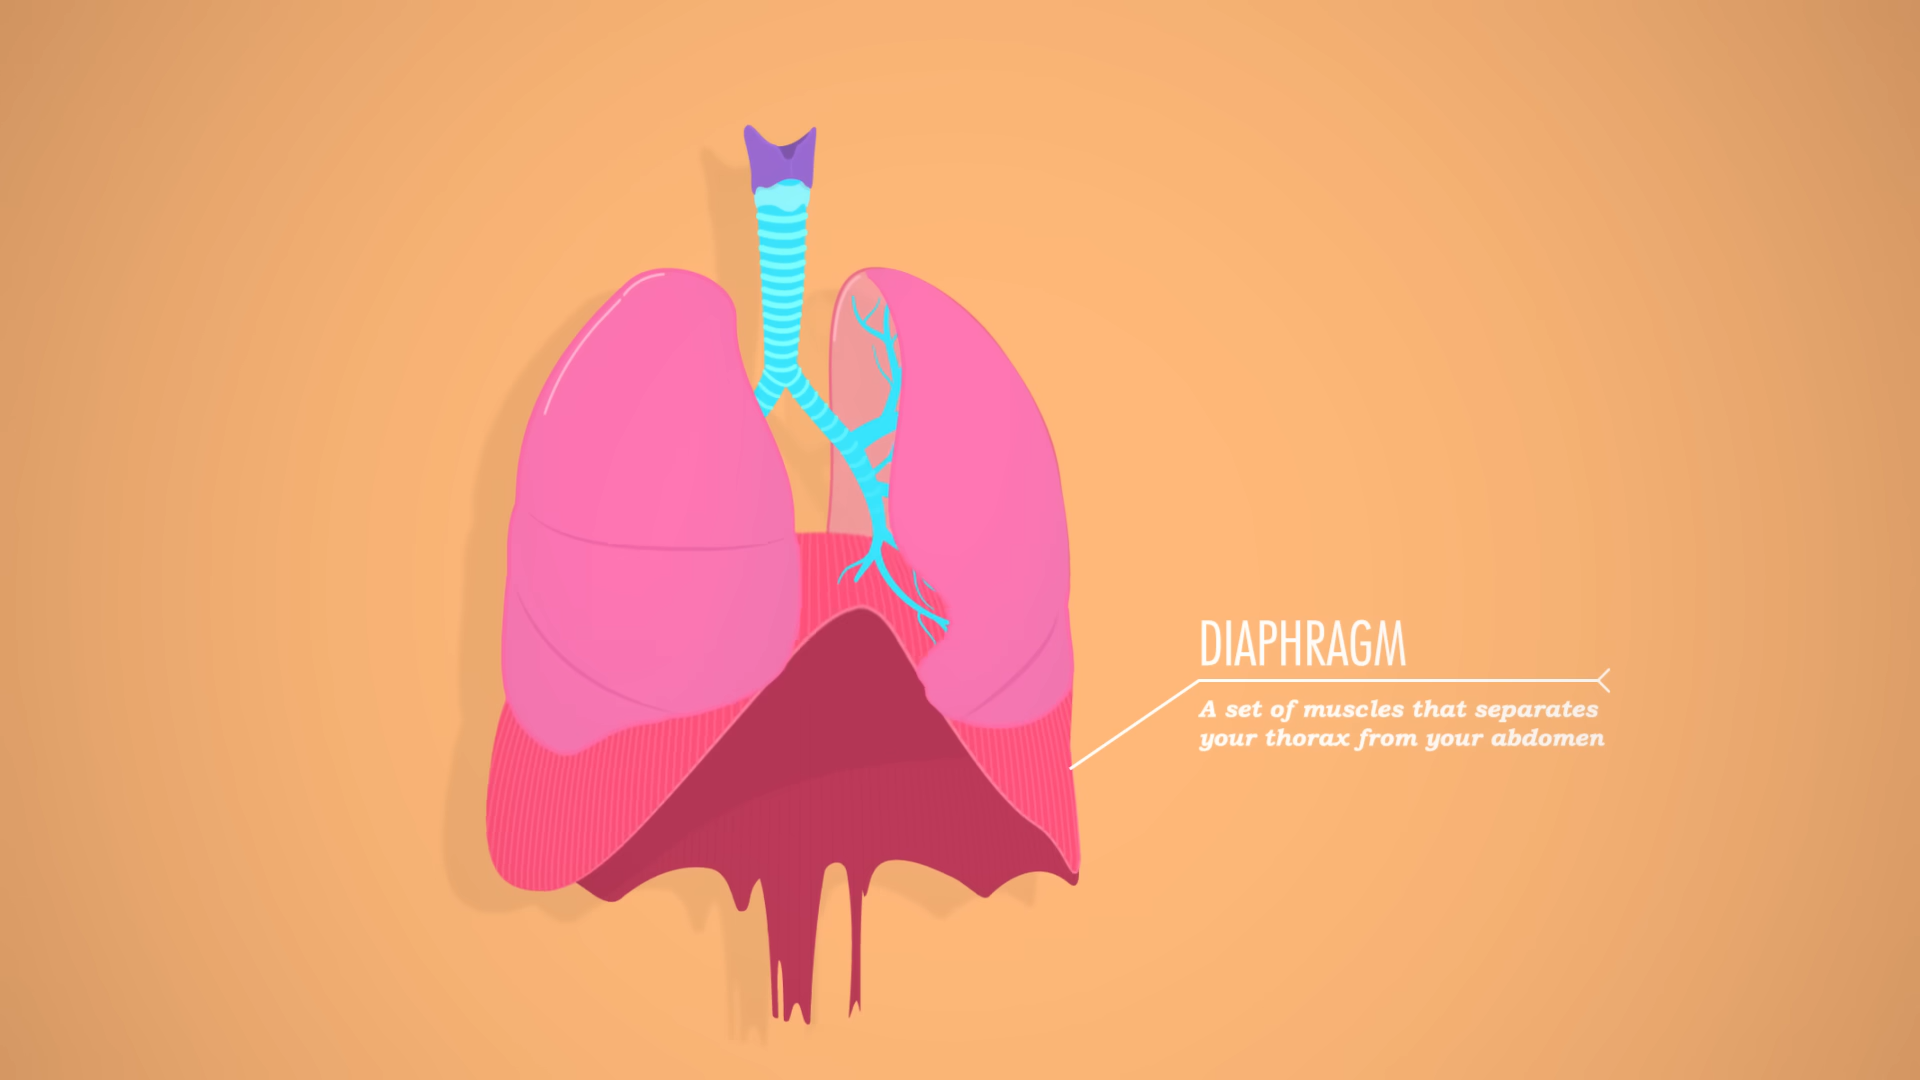 DIAPHRAGM
A set of muscles that separates
your thorax from your abdomen